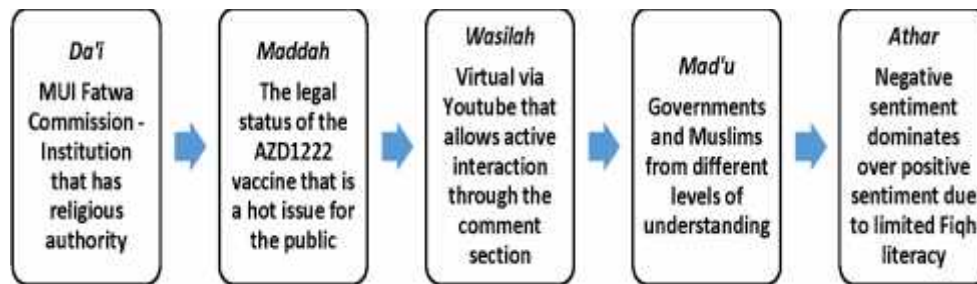 Da'i
MUI Fatwa
Commission -
Institution
that has
religious
authority
Maddah
The legal
status of the
AZD1222
vaccine that is
a hot issue for
the public
Wasilah
Virtual via
Youtube that
allows active
interaction
through the
comment
section
Mad'u
Governments
and Muslims
from different
levels of
understanding
Athar
Negative
sentiment
dominates
over positive
sentiment due
to limited Fiqh
literacy